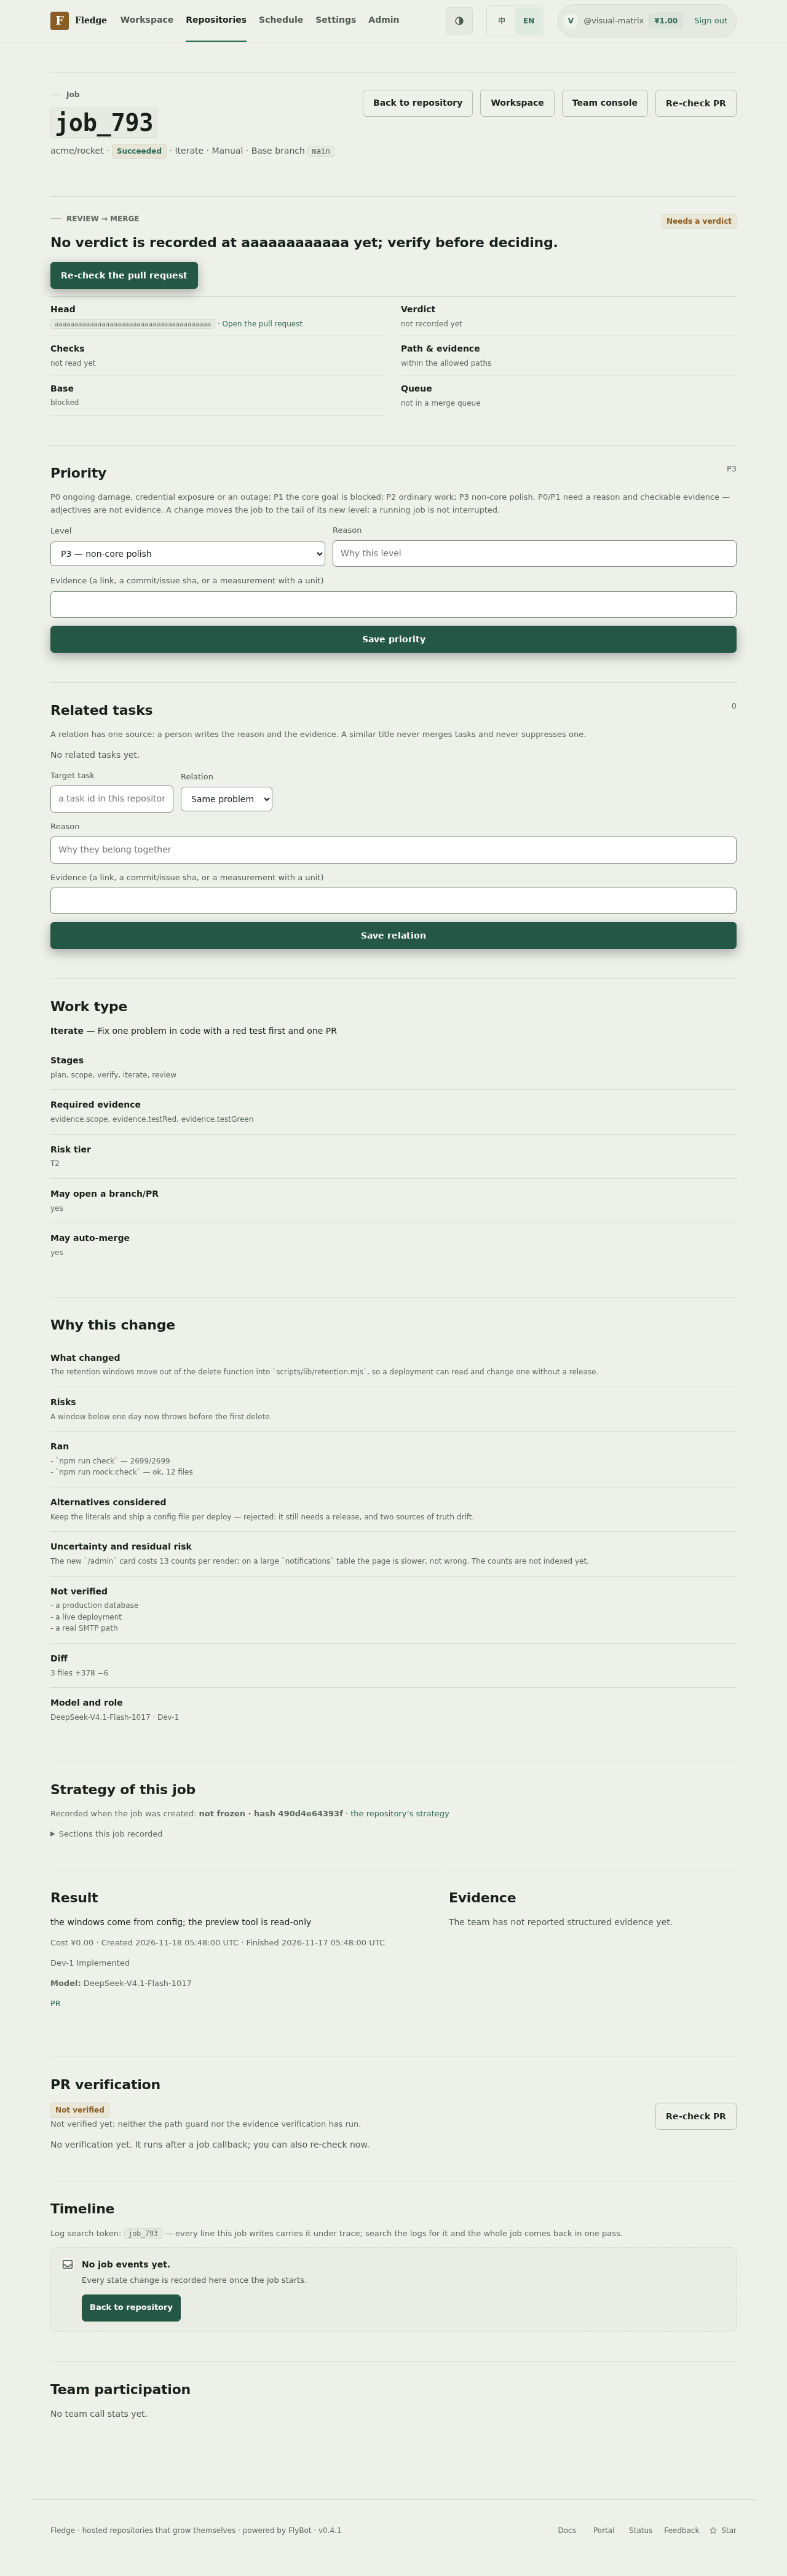 F Fledge Workspace Repositories Schedule Settings Admin 中 EN V @visual-matrix ¥1.00 Sign out
Job
job_793
Back to repository Workspace Team console Re-check PR
acme/rocket · Succeeded · Iterate · Manual · Base branch main
REVIEW → MERGE
Needs a verdict
No verdict is recorded at aaaaaaaaaaaa yet; verify before deciding.
Re-check the pull request
Head
aaaaaaaaaaaaaaaaaaaaaaaaaaaaaaaaaaaaaaaa · Open the pull request
Verdict
not recorded yet
Checks
not read yet
Path & evidence
within the allowed paths
Base
blocked
Queue
not in a merge queue
Priority
P3
P0 ongoing damage, credential exposure or an outage; P1 the core goal is blocked; P2 ordinary work; P3 non-core polish. P0/P1 need a reason and checkable evidence —
adjectives are not evidence. A change moves the job to the tail of its new level; a running job is not interrupted.
Level
P3 — non-core polish
Reason
Why this level
Evidence (a link, a commit/issue sha, or a measurement with a unit)
Save priority
Related tasks
0
A relation has one source: a person writes the reason and the evidence. A similar title never merges tasks and never suppresses one.
No related tasks yet.
Target task
a task id in this repositor
Relation
Same problem
Reason
Why they belong together
Evidence (a link, a commit/issue sha, or a measurement with a unit)
Save relation
Work type
Iterate — Fix one problem in code with a red test first and one PR
Stages
plan, scope, verify, iterate, review
Required evidence
evidence.scope, evidence.testRed, evidence.testGreen
Risk tier
T2
May open a branch/PR
yes
May auto-merge
yes
Why this change
What changed
The retention windows move out of the delete function into `scripts/lib/retention.mjs`, so a deployment can read and change one without a release.
Risks
A window below one day now throws before the first delete.
Ran
- `npm run check` — 2699/2699
- `npm run mock:check` — ok, 12 files
Alternatives considered
Keep the literals and ship a config file per deploy — rejected: it still needs a release, and two sources of truth drift.
Uncertainty and residual risk
The new `/admin` card costs 13 counts per render; on a large `notifications` table the page is slower, not wrong. The counts are not indexed yet.
Not verified
- a production database
- a live deployment
- a real SMTP path
Diff
3 files +378 −6
Model and role
DeepSeek-V4.1-Flash-1017 · Dev-1
Strategy of this job
Recorded when the job was created: not frozen · hash 490d4e64393f · the repository's strategy
Sections this job recorded
Result
the windows come from config; the preview tool is read-only
Cost ¥0.00 · Created 2026-11-18 05:48:00 UTC · Finished 2026-11-17 05:48:00 UTC
Dev-1 Implemented
Model: DeepSeek-V4.1-Flash-1017
PR
Evidence
The team has not reported structured evidence yet.
PR verification
Not verified
Not verified yet: neither the path guard nor the evidence verification has run.
Re-check PR
No verification yet. It runs after a job callback; you can also re-check now.
Timeline
Log search token: job_793 — every line this job writes carries it under trace; search the logs for it and the whole job comes back in one pass.
No job events yet.
Every state change is recorded here once the job starts.
Back to repository
Team participation
No team call stats yet.
Fledge · hosted repositories that grow themselves · powered by FlyBot · v0.4.1
Docs Portal Status Feedback Star